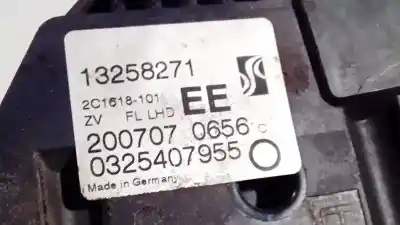 13258271
2C1618-101 EE
ZV FL LHD
200707 0656 C
0325407955
Made in Germany